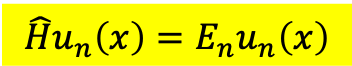 Ĥuₙ(x) = Eₙuₙ(x)